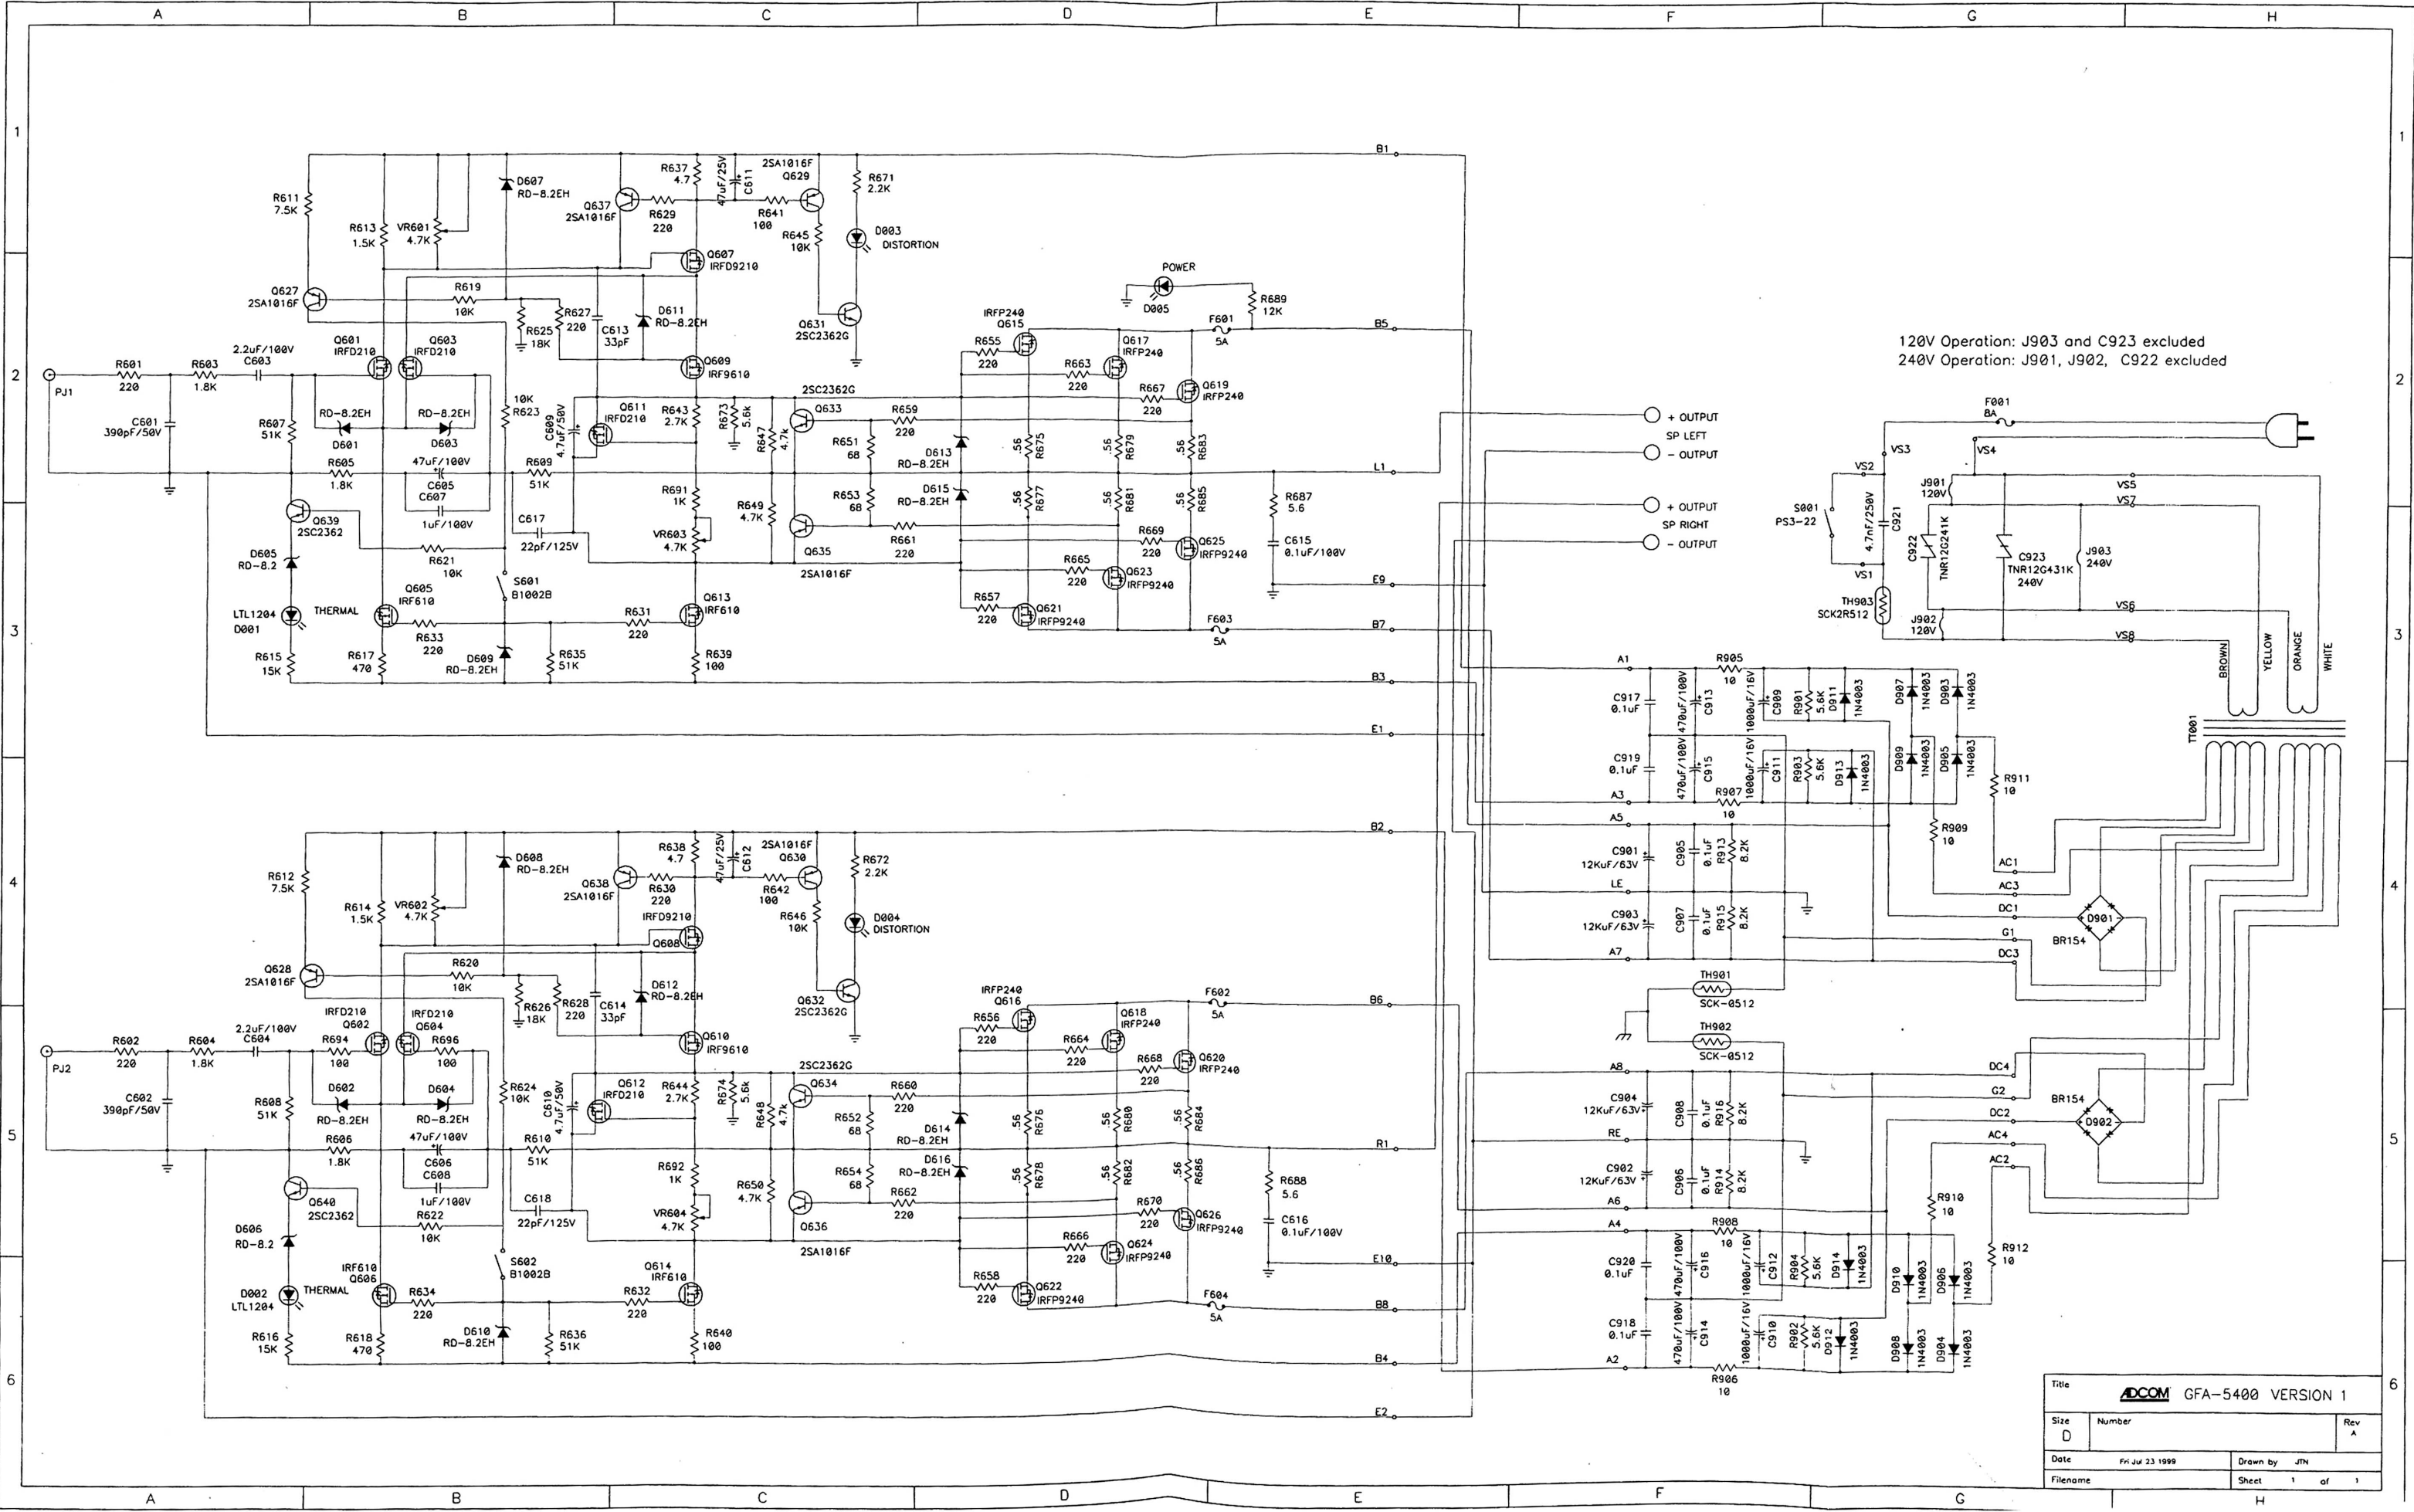 A B C D E F G H
1
R611
7.5K
R613
1.5K
VR601
4.7K
D607
RD-8.2EH
Q637
2SA1016F
R637
4.7
R629
220
47uF/25V
C611
2SA1016F
Q629
R641
100
R645
10K
R671
2.2K
D003
DISTORTION
Q607
IRFD9210
B1
1
Q627
2SA1016F
R619
10K
R625
18K
R627
220
C613
33pF
D611
RD-8.2EH
Q631
2SC2362G
POWER
D005
R689
12K
F601
5A
B5
2
PJ1
R601
220
R603
1.8K
2.2uF/100V
C603
C601
390pF/50V
R607
51K
Q601
IRFD210
Q603
IRFD210
RD-8.2EH
D601
RD-8.2EH
D603
R605
1.8K
47uF/100V
C605
C607
1uF/100V
10K
R623
R609
51K
C609
4.7uF/50V
Q611
IRFD210
Q609
IRF9610
R643
2.7K
R673
5.6k
R647
4.7k
2SC2362G
Q633
R651
68
R659
220
D613
RD-8.2EH
IRFP240
Q615
R655
220
R663
220
Q617
IRFP240
R667
220
Q619
IRFP240
.56
R675
.56
R679
.56
R683
L1
R691
1K
VR603
4.7K
R649
4.7K
R653
68
D615
RD-8.2EH
R661
220
Q635
2SA1016F
.56
R677
.56
R681
.56
R685
R687
5.6
C615
0.1uF/100V
R669
220
Q625
IRFP9240
R665
220
Q623
IRFP9240
R657
220
Q621
IRFP9240
E9
F603
5A
B7
Q639
2SC2362
D605
RD-8.2
C617
22pF/125V
R621
10K
S601
B1002B
3
LTL1204
D001
THERMAL
R615
15K
Q605
IRF610
R633
220
R617
470
D609
RD-8.2EH
R635
51K
R631
220
Q613
IRF610
R639
100
B3
E1
120V Operation: J903 and C923 excluded
240V Operation: J901, J902, C922 excluded
2
F001
8A
VS3
VS4
VS2
VS5
VS7
+ OUTPUT
SP LEFT
- OUTPUT
+ OUTPUT
SP RIGHT
- OUTPUT
S001
PS3-22
4.7nF/250V
C921
J901
120V
C922
TNR12G241K
C923
TNR12G431K
240V
J903
240V
VS1
TH903
SCK2R512
J902
120V
VS6
VS8
BROWN
YELLOW
ORANGE
WHITE
3
TT001
A1
R905
10
C917
0.1uF
470uF/100V
C913
1000uF/16V
C909
R901
5.6K
D911
1N4003
D907
1N4003
D903
1N4003
C919
0.1uF
470uF/100V
C915
1000uF/16V
C911
R903
5.6K
D913
1N4003
D909
1N4003
D905
1N4003
R911
10
A3
R907
10
R909
10
A5
C901
12KuF/63V
C905
0.1uF
R913
8.2K
LE
C903
12KuF/63V
C907
0.1uF
R915
8.2K
A7
AC1
AC3
DC1
G1
DC3
D901
BR154
TH901
SCK-0512
TH902
SCK-0512
4
R612
7.5K
R614
1.5K
VR602
4.7K
D608
RD-8.2EH
Q638
2SA1016F
R638
4.7
R630
220
IRFD9210
Q608
47uF/25V
C612
2SA1016F
Q630
R642
100
R646
10K
R672
2.2K
D004
DISTORTION
B2
4
Q628
2SA1016F
R620
10K
R626
18K
R628
220
C614
33pF
D612
RD-8.2EH
Q632
2SC2362G
F602
5A
B6
5
PJ2
R602
220
R604
1.8K
2.2uF/100V
C604
C602
390pF/50V
R608
51K
IRFD210
Q602
R694
100
IRFD210
Q604
R696
100
D602
RD-8.2EH
D604
RD-8.2EH
R606
1.8K
47uF/100V
C606
C608
1uF/100V
R624
10K
R610
51K
C610
4.7uF/50V
Q612
IRFD210
Q610
IRF9610
R644
2.7K
R674
5.6k
R648
4.7k
2SC2362G
Q634
R652
68
R660
220
D614
RD-8.2EH
IRFP240
Q616
R656
220
R664
220
Q618
IRFP240
R668
220
Q620
IRFP240
.56
R676
.56
R680
.56
R684
R1
R692
1K
VR604
4.7K
R650
4.7K
R654
68
D616
RD-8.2EH
R662
220
Q636
2SA1016F
.56
R678
.56
R682
.56
R686
R688
5.6
C616
0.1uF/100V
R670
220
Q626
IRFP9240
R666
220
Q624
IRFP9240
R658
220
Q622
IRFP9240
E10
F604
5A
B8
Q640
2SC2362
D606
RD-8.2
C618
22pF/125V
R622
10K
S602
B1002B
D002
LTL1204
THERMAL
R616
15K
IRF610
Q606
R634
220
R618
470
D610
RD-8.2EH
R636
51K
R632
220
Q614
IRF610
R640
100
B4
E2
6
A8
C904
12KuF/63V
C908
0.1uF
R916
8.2K
RE
C902
12KuF/63V
C906
0.1uF
R914
8.2K
A6
DC4
G2
DC2
AC4
AC2
BR154
D902
5
R910
10
R912
10
A4
R908
10
C920
0.1uF
470uF/100V
C916
1000uF/16V
C912
R904
5.6K
D914
1N4003
D910
1N4003
D906
1N4003
C918
0.1uF
470uF/100V
C914
1000uF/16V
C910
R902
5.6K
D912
1N4003
D908
1N4003
D904
1N4003
A2
R906
10
6
Title
ADCOM GFA-5400 VERSION 1
Size
D
Number
Rev
A
Date Fri Jul 23 1999
Drawn by JTN
Filename
Sheet 1 of 1
A B C D E F G H